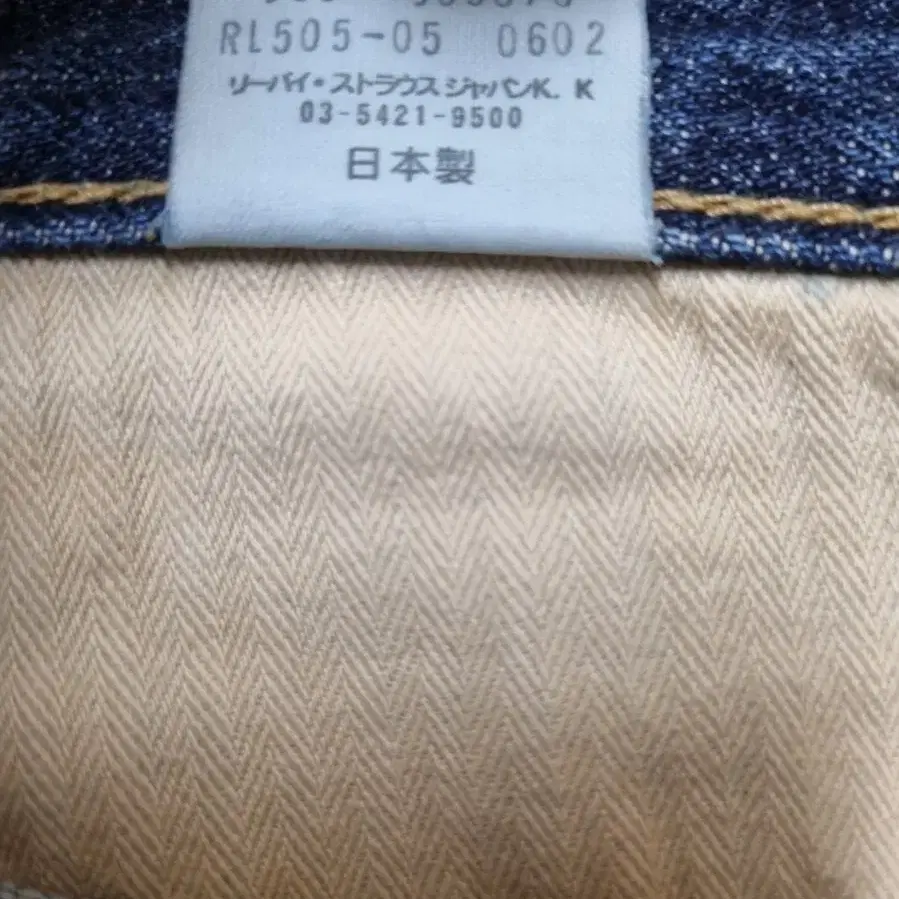 RL505-05 0602
リーバイ・ストラウス ジャパンK.K
03-5421-9500
日本製